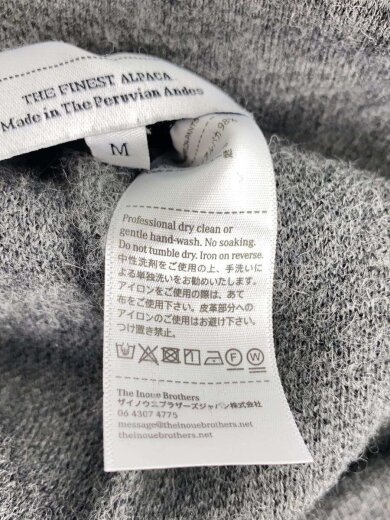 THE FINEST ALPACA
Made in The Peruvian Andes
M
Professional dry clean or
gentle hand-wash. No soaking.
Do not tumble dry. Iron on reverse.
中性洗剤をご使用の上、手洗いに
よる単独洗いをお勧めいたします。
アイロンをご使用の際は、あて
布をご使用下さい。皮革部分への
アイロンのご使用はお避け下さい。
つけ置き禁止。
F W
The Inoue Brothers
ザイノウエブラザーズジャパン株式会社
06 4307 4775
message@theinouebrothers.net
theinouebrothers.net